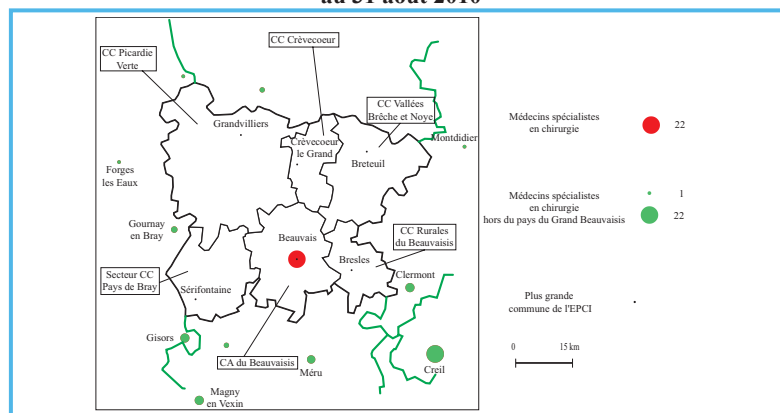 au 31 août 2010
CC Crèvecoeur
CC Picardie
Verte
CC Vallées
Brêche et Noye
Grandvilliers
Crèvecoeur
le Grand
Breteuil
Montdidier
Forges
les Eaux
Gournay
en Bray
Beauvais
CC Rurales
du Beauvaisis
Bresles
Clermont
Secteur CC
Pays de Bray
Sérifontaine
Gisors
CA du Beauvaisis
Méru
Creil
Magny
en Vexin
Médecins spécialistes
en chirurgie
22
Médecins spécialistes
en chirurgie
hors du pays du Grand Beauvaisis
1
22
Plus grande
commune de l'EPCI
0 15 km